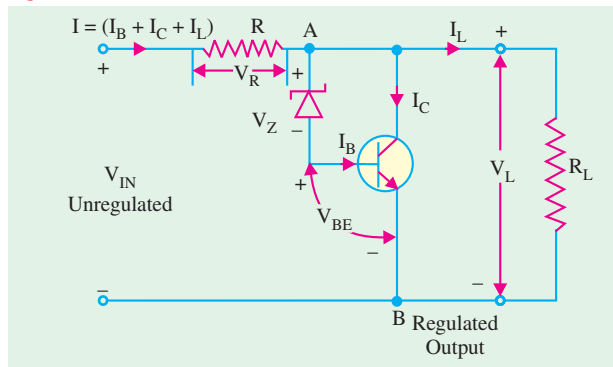 I = (I_B + I_C + I_L) R A I_L +
+ V_R + I_C
V_Z − I_B
V_IN + V_L R_L
Unregulated
V_BE
−
− − B
Regulated
Output